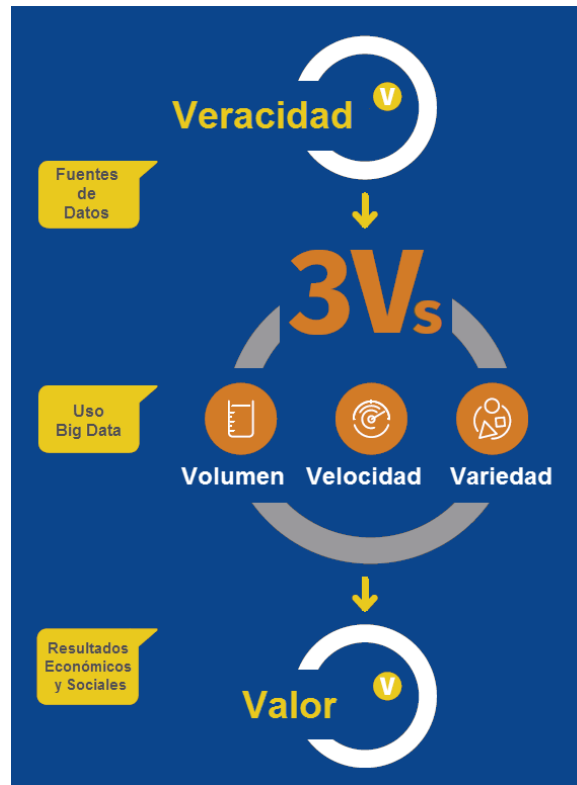 V
Veracidad
Fuentes
de
Datos
3Vs
Uso
Big Data
Volumen Velocidad Variedad
Resultados
Económicos
y Sociales
V
Valor